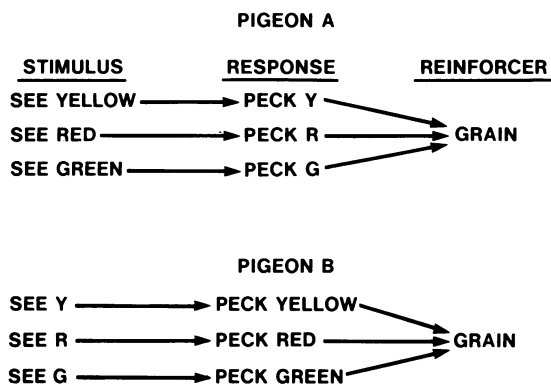 PIGEON A
STIMULUS RESPONSE REINFORCER
SEE YELLOW PECK Y
SEE RED PECK R GRAIN
SEE GREEN PECK G
PIGEON B
SEE Y PECK YELLOW
SEE R PECK RED GRAIN
SEE G PECK GREEN